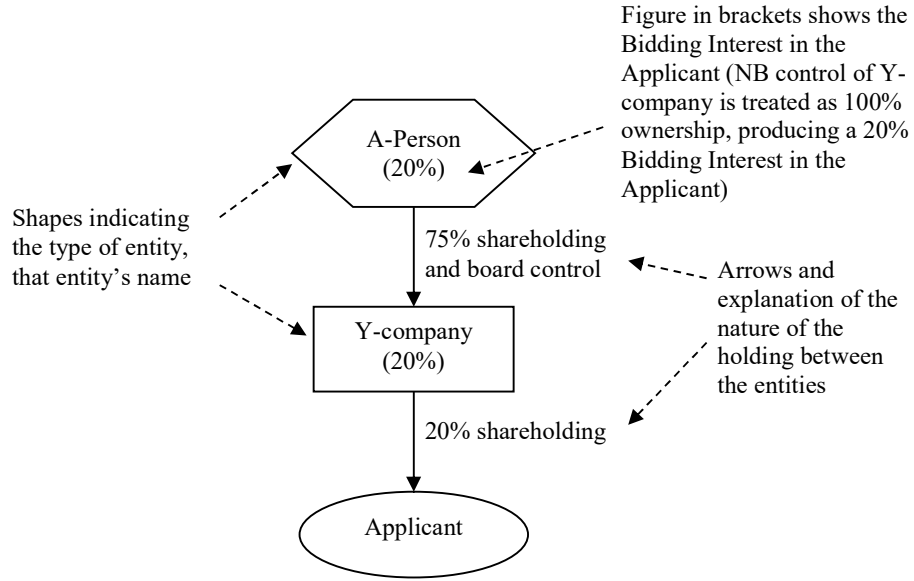 Figure in brackets shows the
Bidding Interest in the
Applicant (NB control of Y-
company is treated as 100%
ownership, producing a 20%
Bidding Interest in the
Applicant)
A-Person
(20%)
Shapes indicating
the type of entity,
that entity’s name
75% shareholding
and board control
Arrows and
explanation of the
nature of the
holding between
the entities
Y-company
(20%)
20% shareholding
Applicant